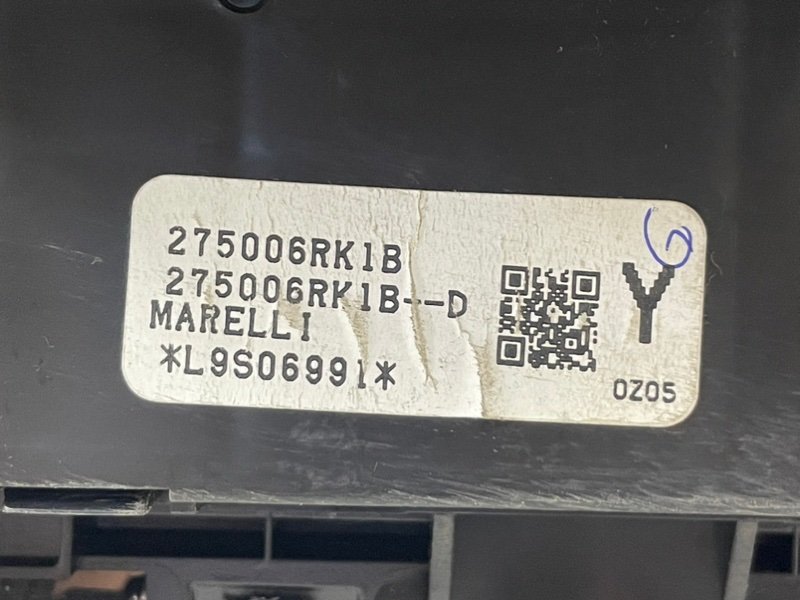 275006RK1B
275006RK1B--D
MARELLI
*L9S06991*
Y
6
0Z05